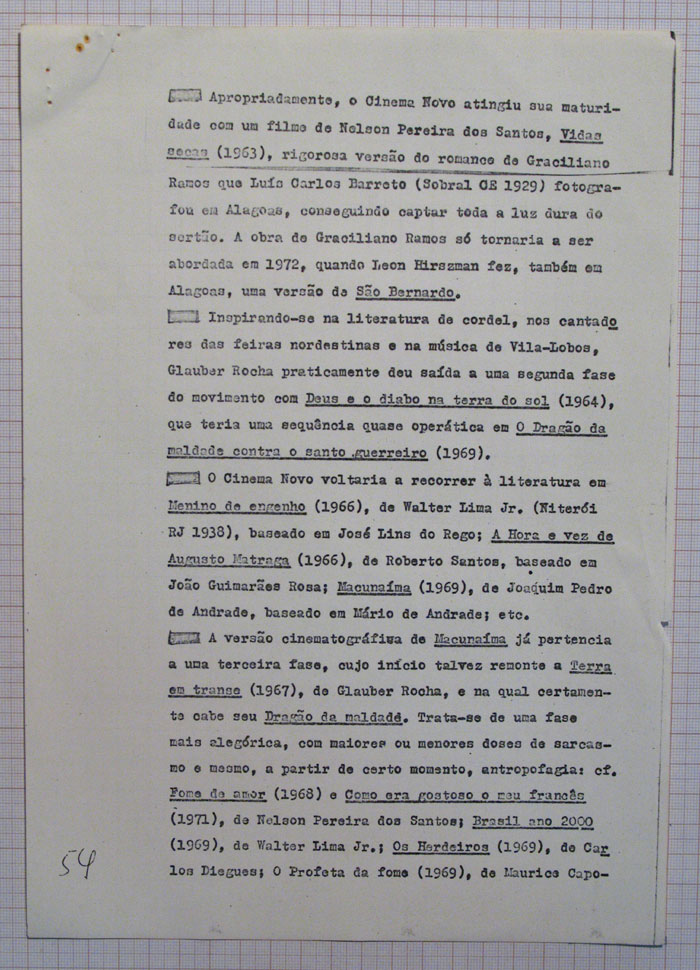 Apropriadamente, o Cinema Novo atingiu sua maturi-
dade com um filme de Nelson Pereira dos Santos, Vidas
secas (1963), rigorosa versão do romance de Graciliano
Ramos que Luís Carlos Barreto (Sobral CE 1929) fotogra-
fou em Alagoas, conseguindo captar toda a luz dura do
sertão. A obra de Graciliano Ramos só tornaria a ser
abordada em 1972, quando Leon Hirszman fez, também em
Alagoas, uma versão de São Bernardo.
Inspirando-se na literatura de cordel, nos cantado
res das feiras nordestinas e na música de Vila-Lobos,
Glauber Rocha praticamente deu saída a uma segunda fase
do movimento com Deus e o diabo na terra do sol (1964),
que teria uma sequência quase operática em O Dragão da
maldade contra o santo guerreiro (1969).
O Cinema Novo voltaria a recorrer à literatura em
Menino de engenho (1966), de Walter Lima Jr. (Niterói
RJ 1938), baseado em José Lins do Rego; A Hora e vez de
Augusto Matraga (1966), de Roberto Santos, baseado em
João Guimarães Rosa; Macunaíma (1969), de Joaquim Pedro
de Andrade, baseado em Mário de Andrade; etc.
A versão cinematográfiva de Macunaíma já pertencia
a uma terceira fase, cujo início talvez remonte a Terra
em transe (1967), de Glauber Rocha, e na qual certamen-
te cabe seu Dragão da maldadé. Trata-se de uma fase
mais alegórica, com maiores ou menores doses de sarcas-
mo e mesmo, a partir de certo momento, antropofagia: cf.
Fome de amor (1968) e Como era gostoso o meu francês
(1971), de Nelson Pereira dos Santos; Brasil ano 2000
(1969), de Walter Lima Jr.; Os Herdeiros (1969), de Car
los Diegues; O Profeta da fome (1969), de Maurice Capo-
54